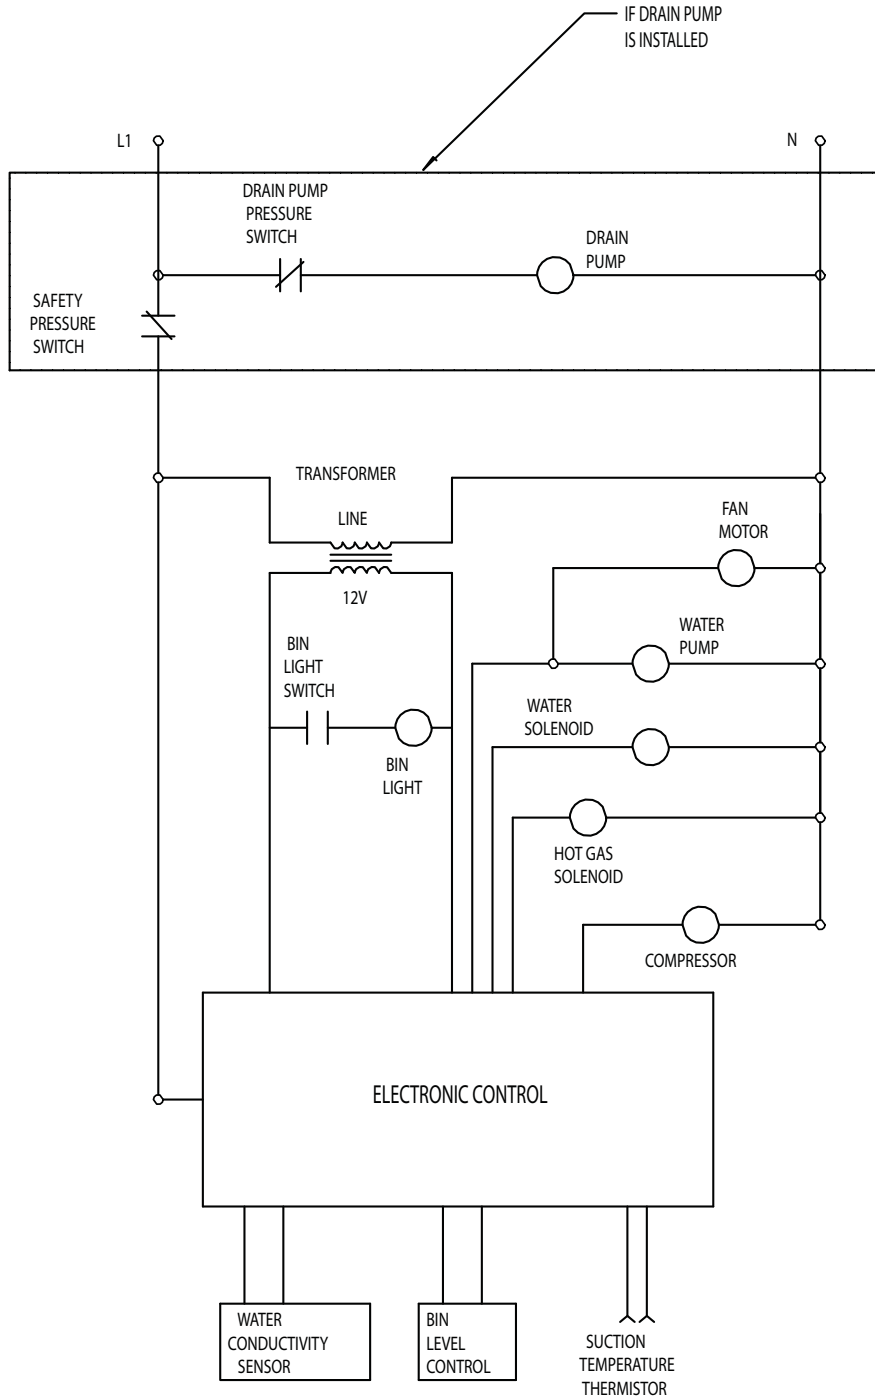 IF DRAIN PUMP
IS INSTALLED
L1
N
DRAIN PUMP
PRESSURE
SWITCH
DRAIN
PUMP
SAFETY
PRESSURE
SWITCH
TRANSFORMER
LINE
12V
FAN
MOTOR
WATER
PUMP
BIN
LIGHT
SWITCH
WATER
SOLENOID
BIN
LIGHT
HOT GAS
SOLENOID
COMPRESSOR
ELECTRONIC CONTROL
WATER
CONDUCTIVITY
SENSOR
BIN
LEVEL
CONTROL
SUCTION
TEMPERATURE
THERMISTOR